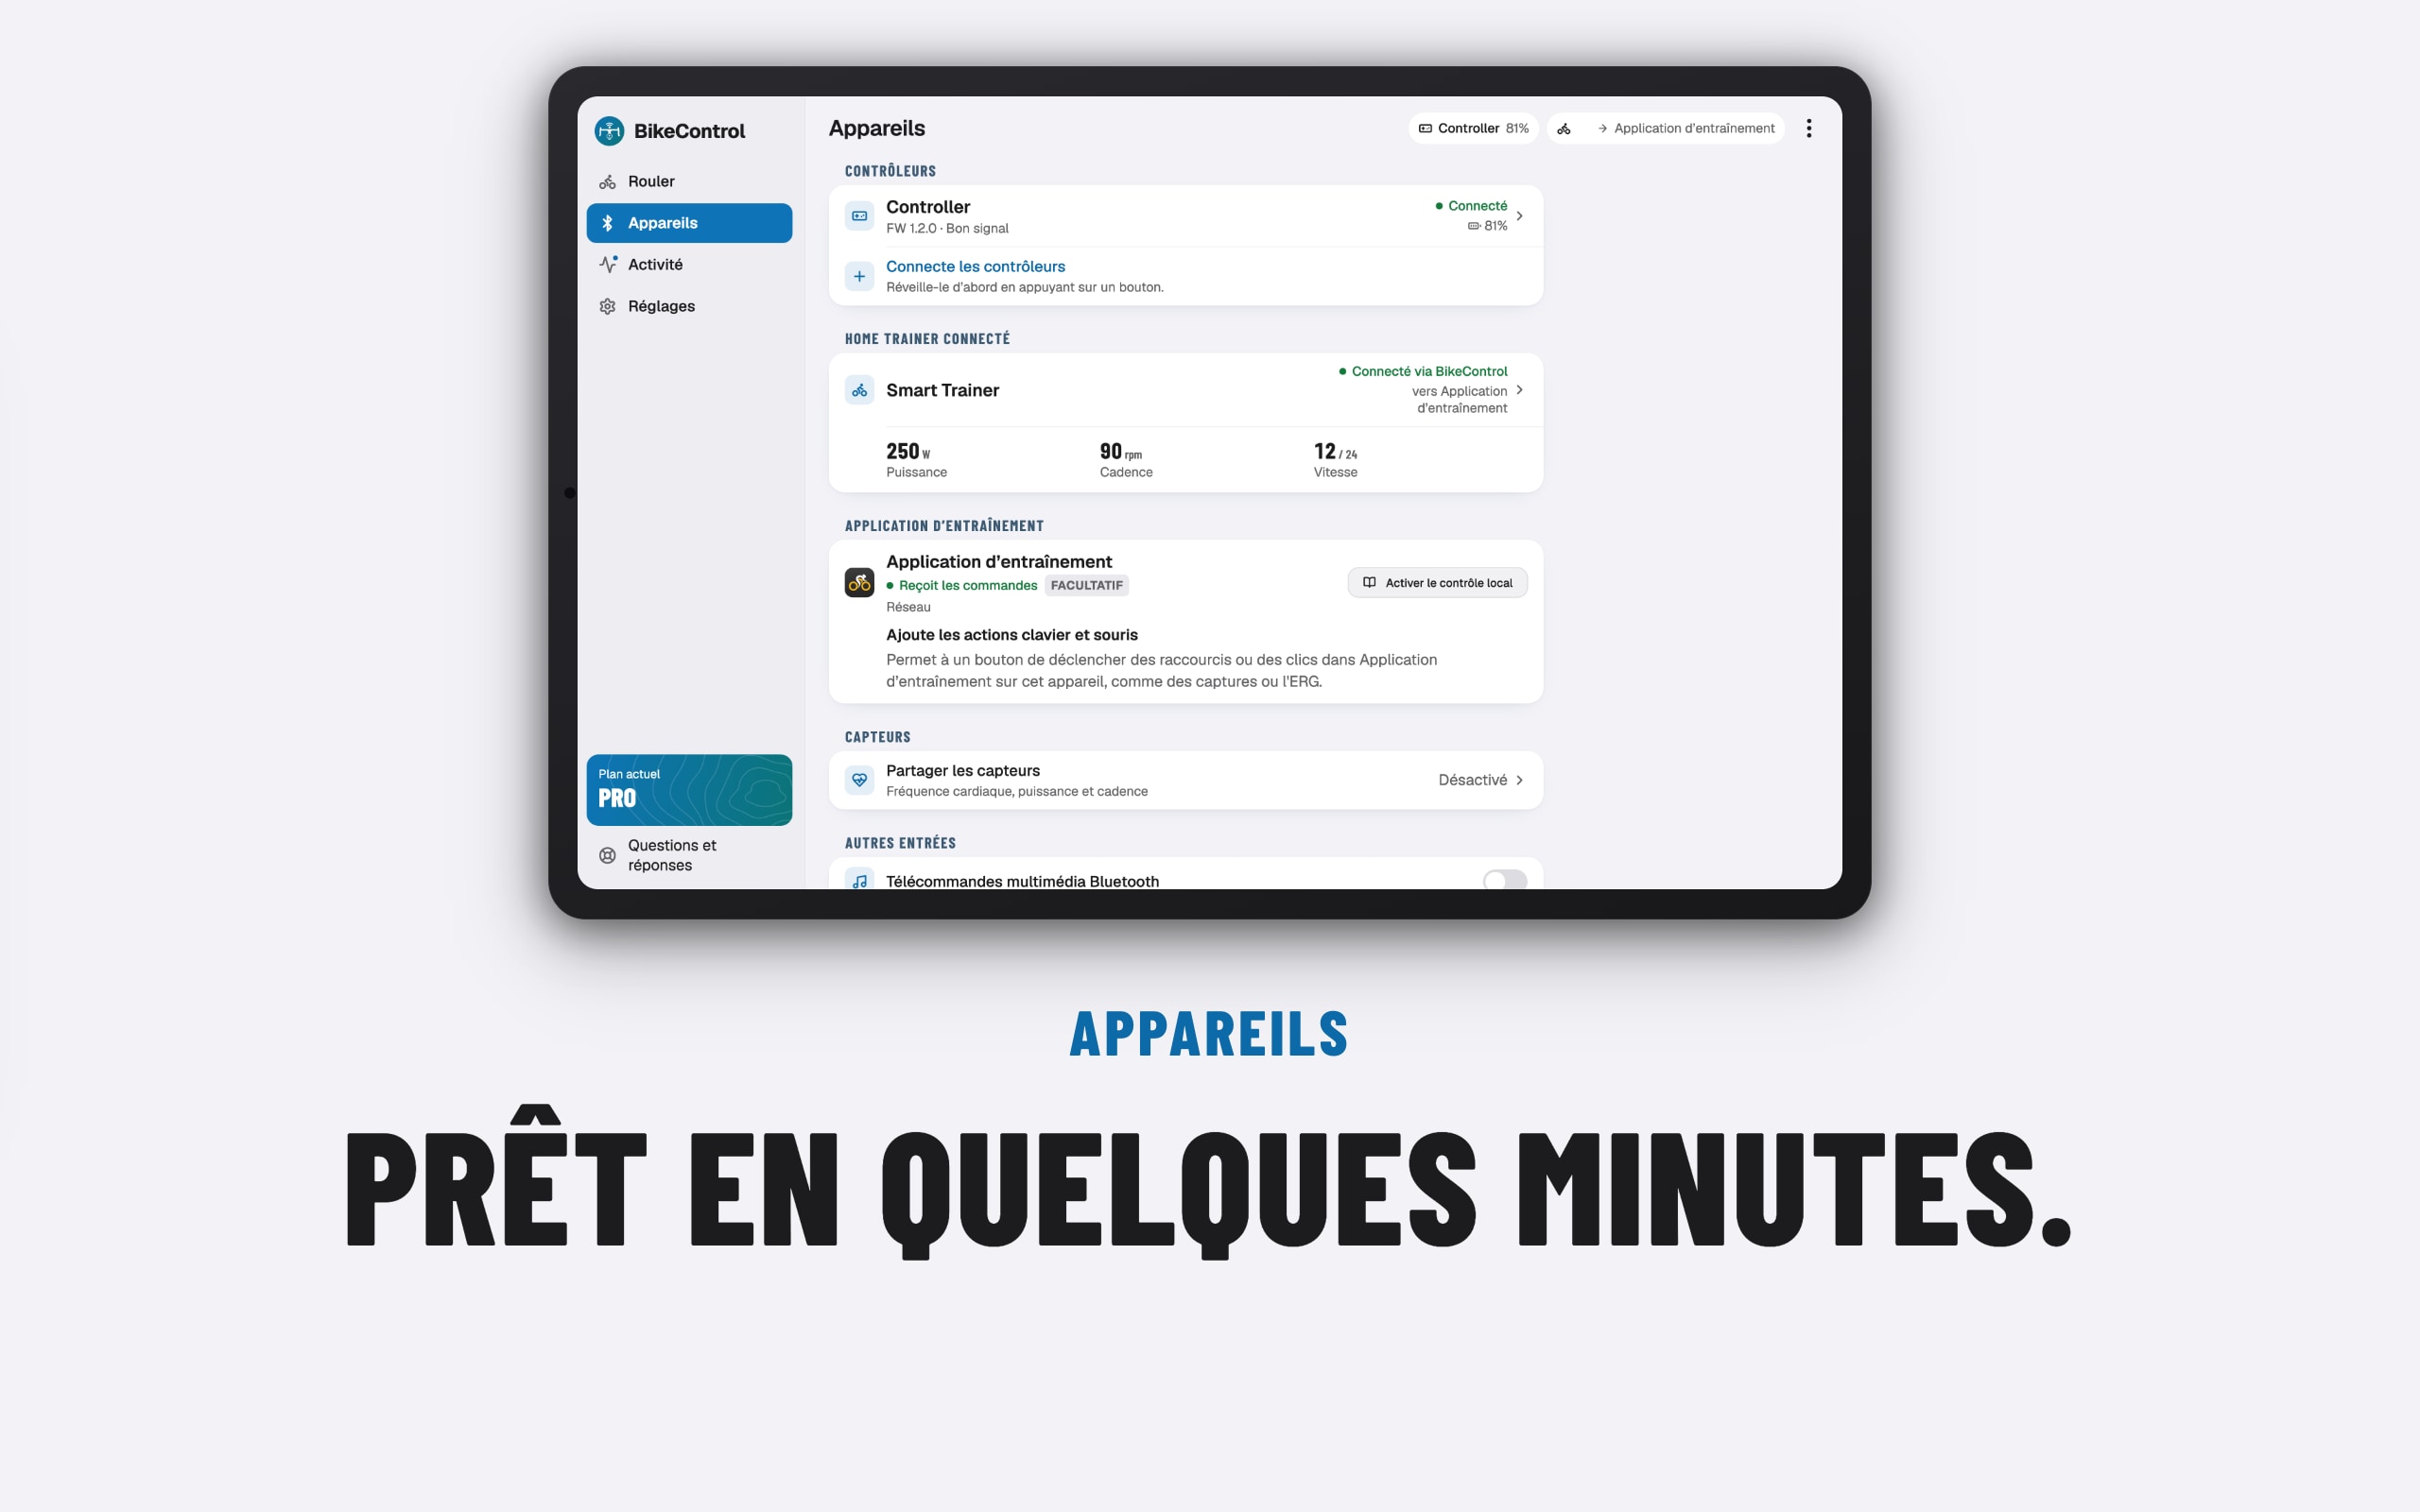 BikeControl
Rouler
Appareils
Activité
Réglages
Plan actuel
PRO
Questions et
réponses
Appareils
Controller 81%
→ Application d'entraînement
CONTRÔLEURS
Controller
FW 1.2.0 · Bon signal
Connecté
81%
Connecte les contrôleurs
Réveille-le d'abord en appuyant sur un bouton.
HOME TRAINER CONNECTÉ
Smart Trainer
Connecté via BikeControl
vers Application
d'entraînement
250 W
Puissance
90 rpm
Cadence
12 / 24
Vitesse
APPLICATION D'ENTRAÎNEMENT
Application d'entraînement
Reçoit les commandes FACULTATIF
Réseau
Activer le contrôle local
Ajoute les actions clavier et souris
Permet à un bouton de déclencher des raccourcis ou des clics dans Application
d'entraînement sur cet appareil, comme des captures ou l'ERG.
CAPTEURS
Partager les capteurs
Fréquence cardiaque, puissance et cadence
Désactivé
AUTRES ENTRÉES
Télécommandes multimédia Bluetooth
APPAREILS
PRÊT EN QUELQUES MINUTES.